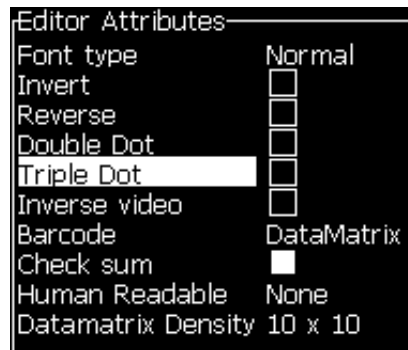 Editor Attributes
Font type Normal
Invert
Reverse
Double Dot
Triple Dot
Inverse video
Barcode DataMatrix
Check sum
Human Readable None
Datamatrix Density 10 x 10